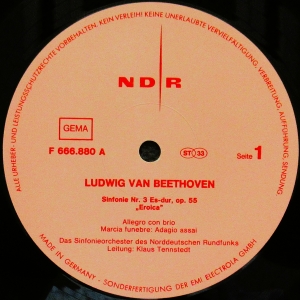 ALLE URHEBER- UND LEISTUNGSSCHUTZRECHTE VORBEHALTEN. KEIN VERLEIH! KEINE UNERLAUBTE VERVIELFÄLTIGUNG, VERMIETUNG, AUFFÜHRUNG, SENDUNG.
NDR
GEMA
F 666.880 A
ST 33
Seite 1
LUDWIG VAN BEETHOVEN
Sinfonie Nr. 3 Es-dur, op. 55
„Eroica"
Allegro con brio
Marcia funebre: Adagio assai
Das Sinfonieorchester des Norddeutschen Rundfunks
Leitung: Klaus Tennstedt
MADE IN GERMANY - SONDERFERTIGUNG DER EMI ELECTROLA GMBH